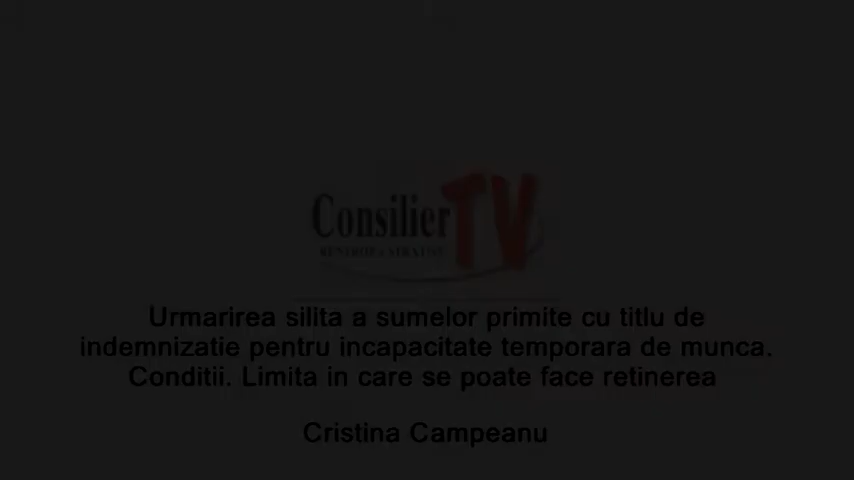 Consilier TV
Urmarirea silita a sumelor primite cu titlu de
indemnizatie pentru incapacitate temporara de munca.
Conditii. Limita in care se poate face retinerea
Cristina Campeanu